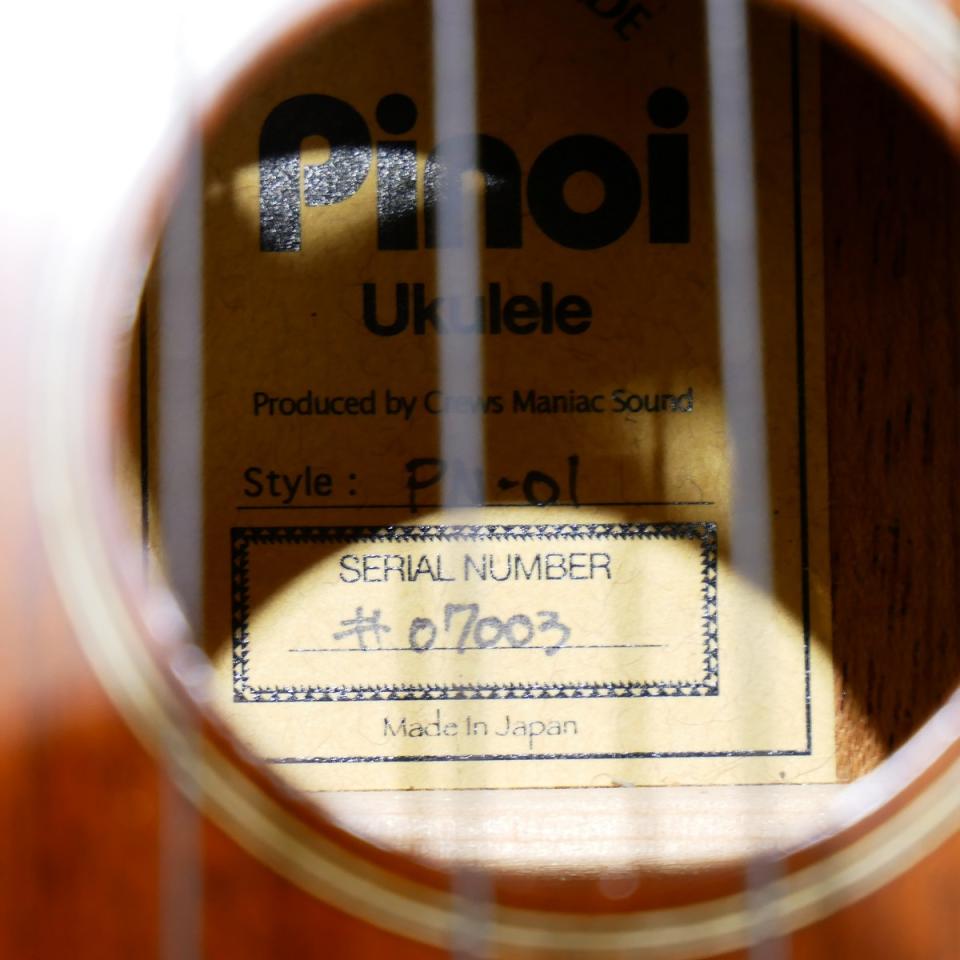 Pinoi
Ukulele
Produced by Crews Maniac Sound
Style : PN-01
SERIAL NUMBER
# 07003
Made In Japan